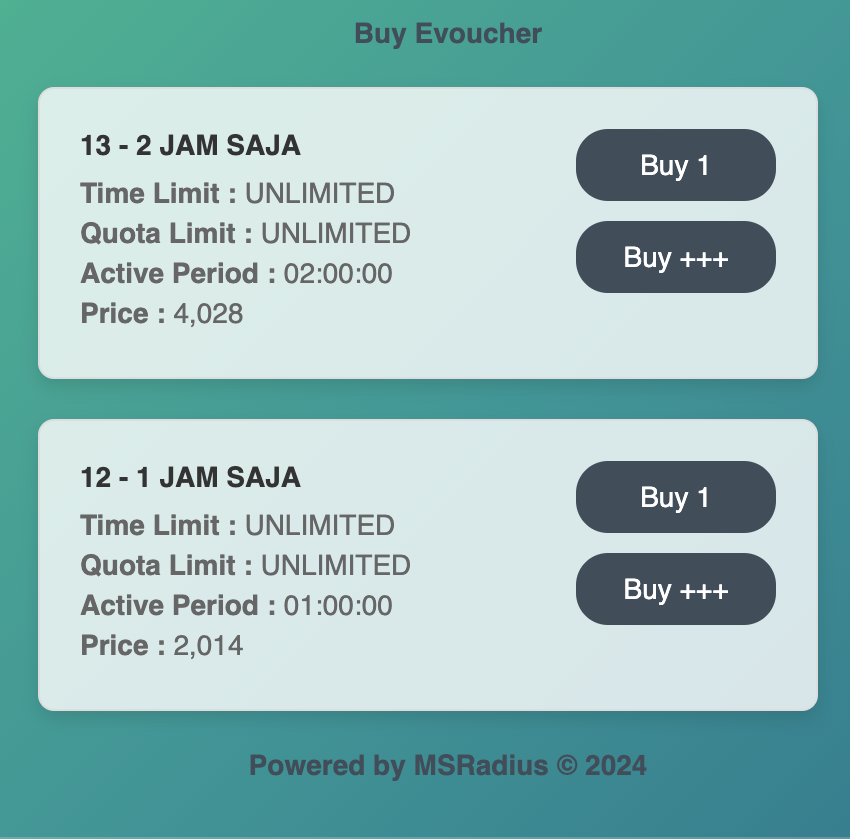 Buy Evoucher
13 - 2 JAM SAJA
Time Limit : UNLIMITED
Quota Limit : UNLIMITED
Active Period : 02:00:00
Price : 4,028
Buy 1
Buy +++
12 - 1 JAM SAJA
Time Limit : UNLIMITED
Quota Limit : UNLIMITED
Active Period : 01:00:00
Price : 2,014
Buy 1
Buy +++
Powered by MSRadius © 2024